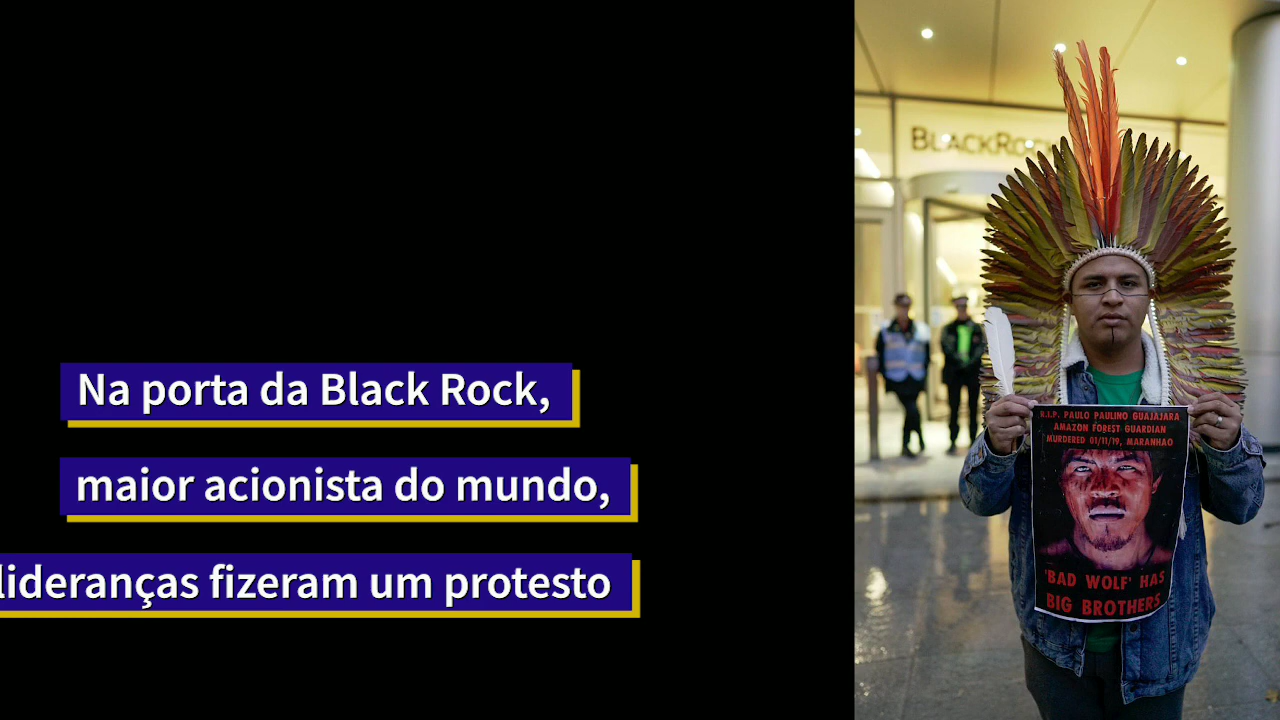 Na porta da Black Rock,
maior acionista do mundo,
lideranças fizeram um protesto
BLACKROCK
R.I.P. PAULO PAULINO GUAJAJARA
AMAZON FOREST GUARDIAN
MURDERED 01/11/19, MARANHAO
'BAD WOLF' HAS
BIG BROTHERS